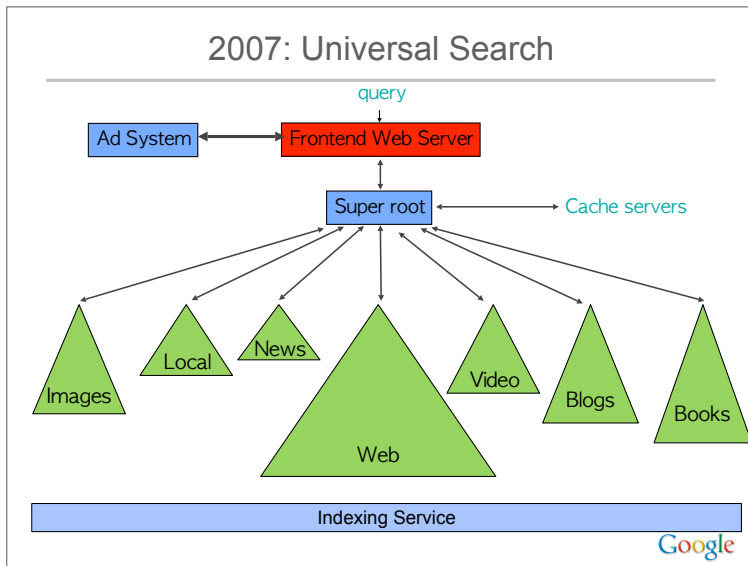 2007: Universal Search
query
Ad System
Frontend Web Server
Super root
Cache servers
Images
Local
News
Web
Video
Blogs
Books
Indexing Service
Google